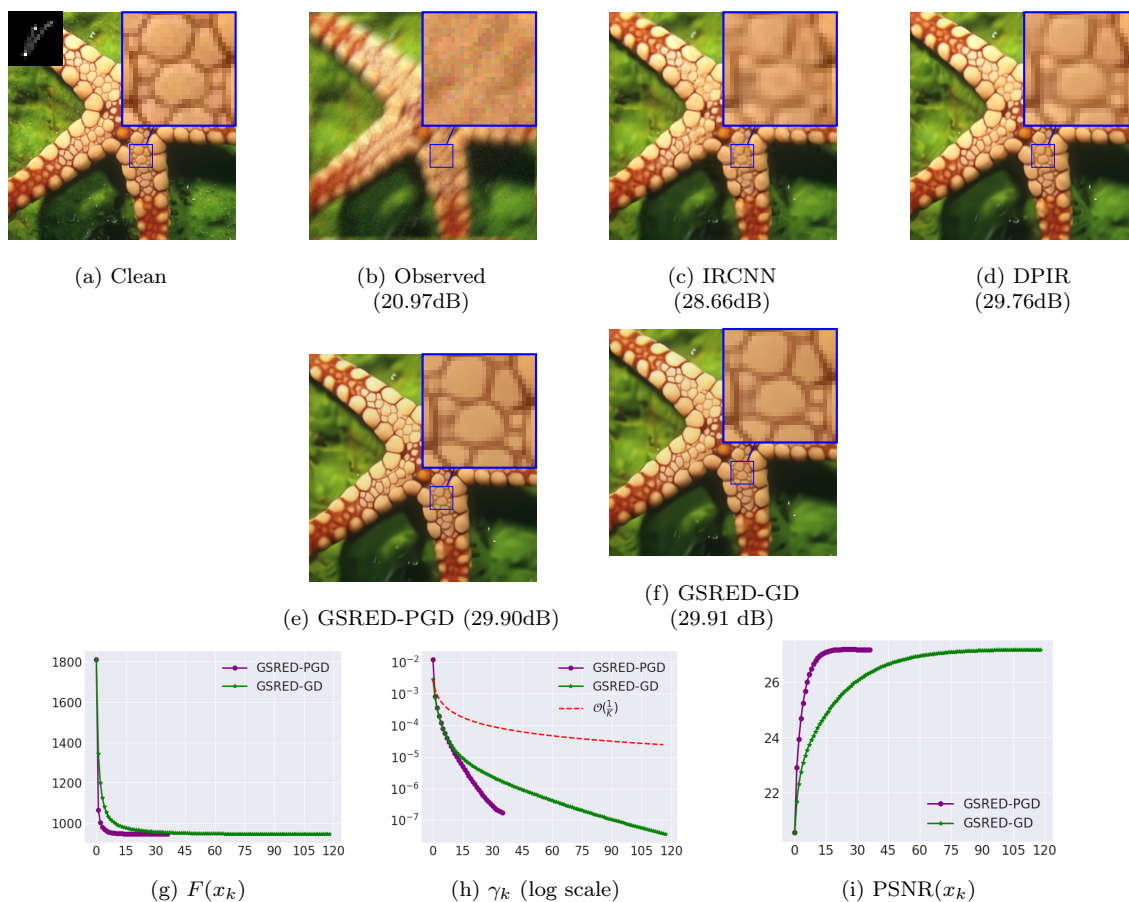 (a) Clean
(b) Observed
(20.97dB)
(c) IRCNN
(28.66dB)
(d) DPIR
(29.76dB)
(e) GSRED-PGD (29.90dB)
(f) GSRED-GD
(29.91 dB)
1800
1600
1400
1200
1000
0 15 30 45 60 75 90 105 120
GSRED-PGD
GSRED-GD
(g) F(x_k)
10^{-2}
10^{-3}
10^{-4}
10^{-5}
10^{-6}
10^{-7}
0 15 30 45 60 75 90 105 120
GSRED-PGD
GSRED-GD
𝒪(1/K)
(h) γ_k (log scale)
26
24
22
0 15 30 45 60 75 90 105 120
GSRED-PGD
GSRED-GD
(i) PSNR(x_k)